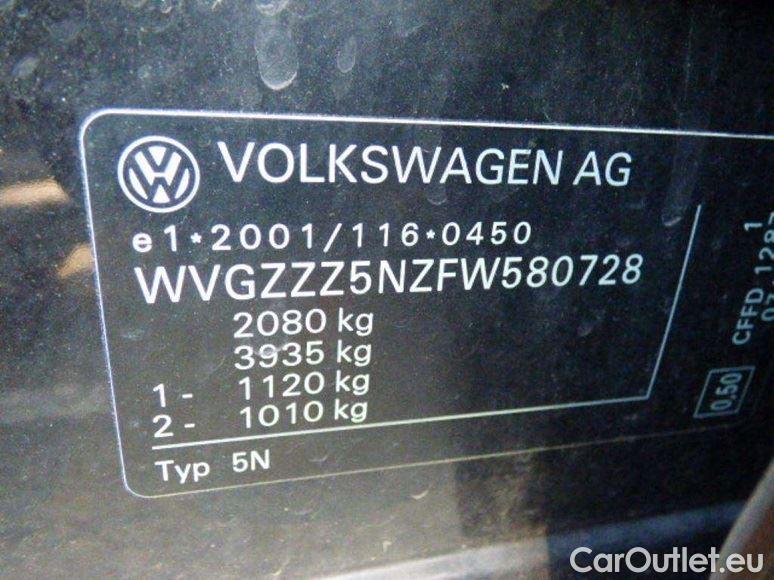 VOLKSWAGEN AG
e1*2001/116*0450
WVGZZZ5NZFW580728
2080 kg
3935 kg
1 - 1120 kg
2 - 1010 kg
Typ 5N
CFFD
0,50
CarOutlet.eu